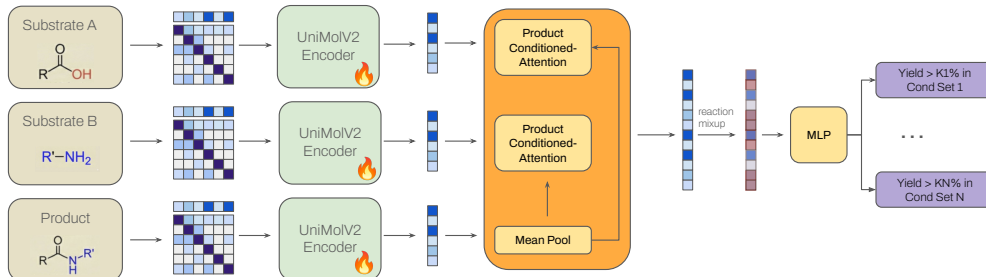 Substrate A
O
R
OH
UniMolV2
Encoder
Product
Conditioned-
Attention
Substrate B
R'–NH₂
UniMolV2
Encoder
Product
Conditioned-
Attention
Product
O
R
N
H
R'
UniMolV2
Encoder
Mean Pool
reaction
mixup
MLP
Yield > K1% in
Cond Set 1
...
Yield > KN% in
Cond Set N